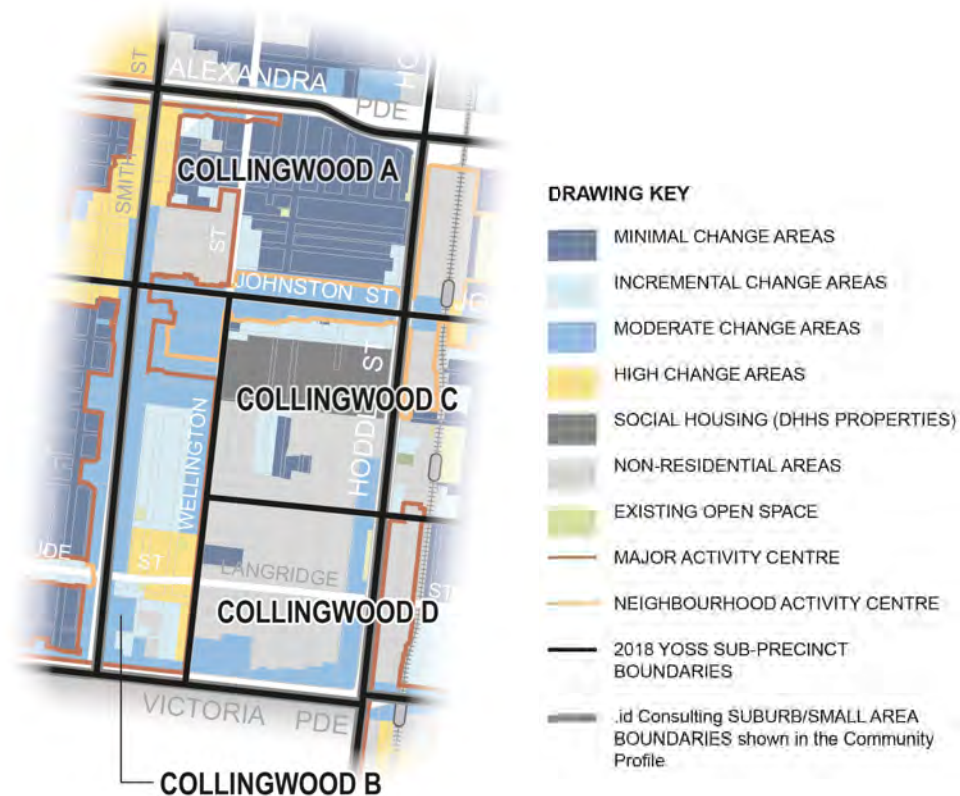 ST
ALEXANDRA
PDE
HO
COLLINGWOOD A
SMITH
ST
JOHNSTON ST
ST
COLLINGWOOD C
HODDLE
WELLINGTON
UDE
ST
LANGRIDGE
ST
COLLINGWOOD D
VICTORIA PDE
COLLINGWOOD B
DRAWING KEY
MINIMAL CHANGE AREAS
INCREMENTAL CHANGE AREAS
MODERATE CHANGE AREAS
HIGH CHANGE AREAS
SOCIAL HOUSING (DHHS PROPERTIES)
NON-RESIDENTIAL AREAS
EXISTING OPEN SPACE
MAJOR ACTIVITY CENTRE
NEIGHBOURHOOD ACTIVITY CENTRE
2018 YOSS SUB-PRECINCT
BOUNDARIES
.id Consulting SUBURB/SMALL AREA
BOUNDARIES shown in the Community
Profile